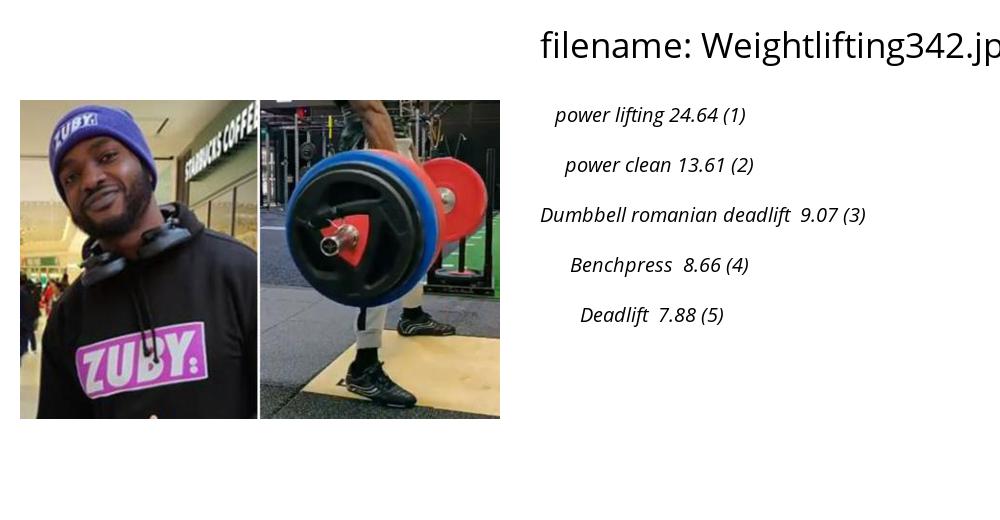 filename: Weightlifting342.jp
power lifting 24.64 (1)
power clean 13.61 (2)
Dumbbell romanian deadlift 9.07 (3)
Benchpress 8.66 (4)
Deadlift 7.88 (5)
ZUBY.
STARBUCKS COFFEE
ZUBY: